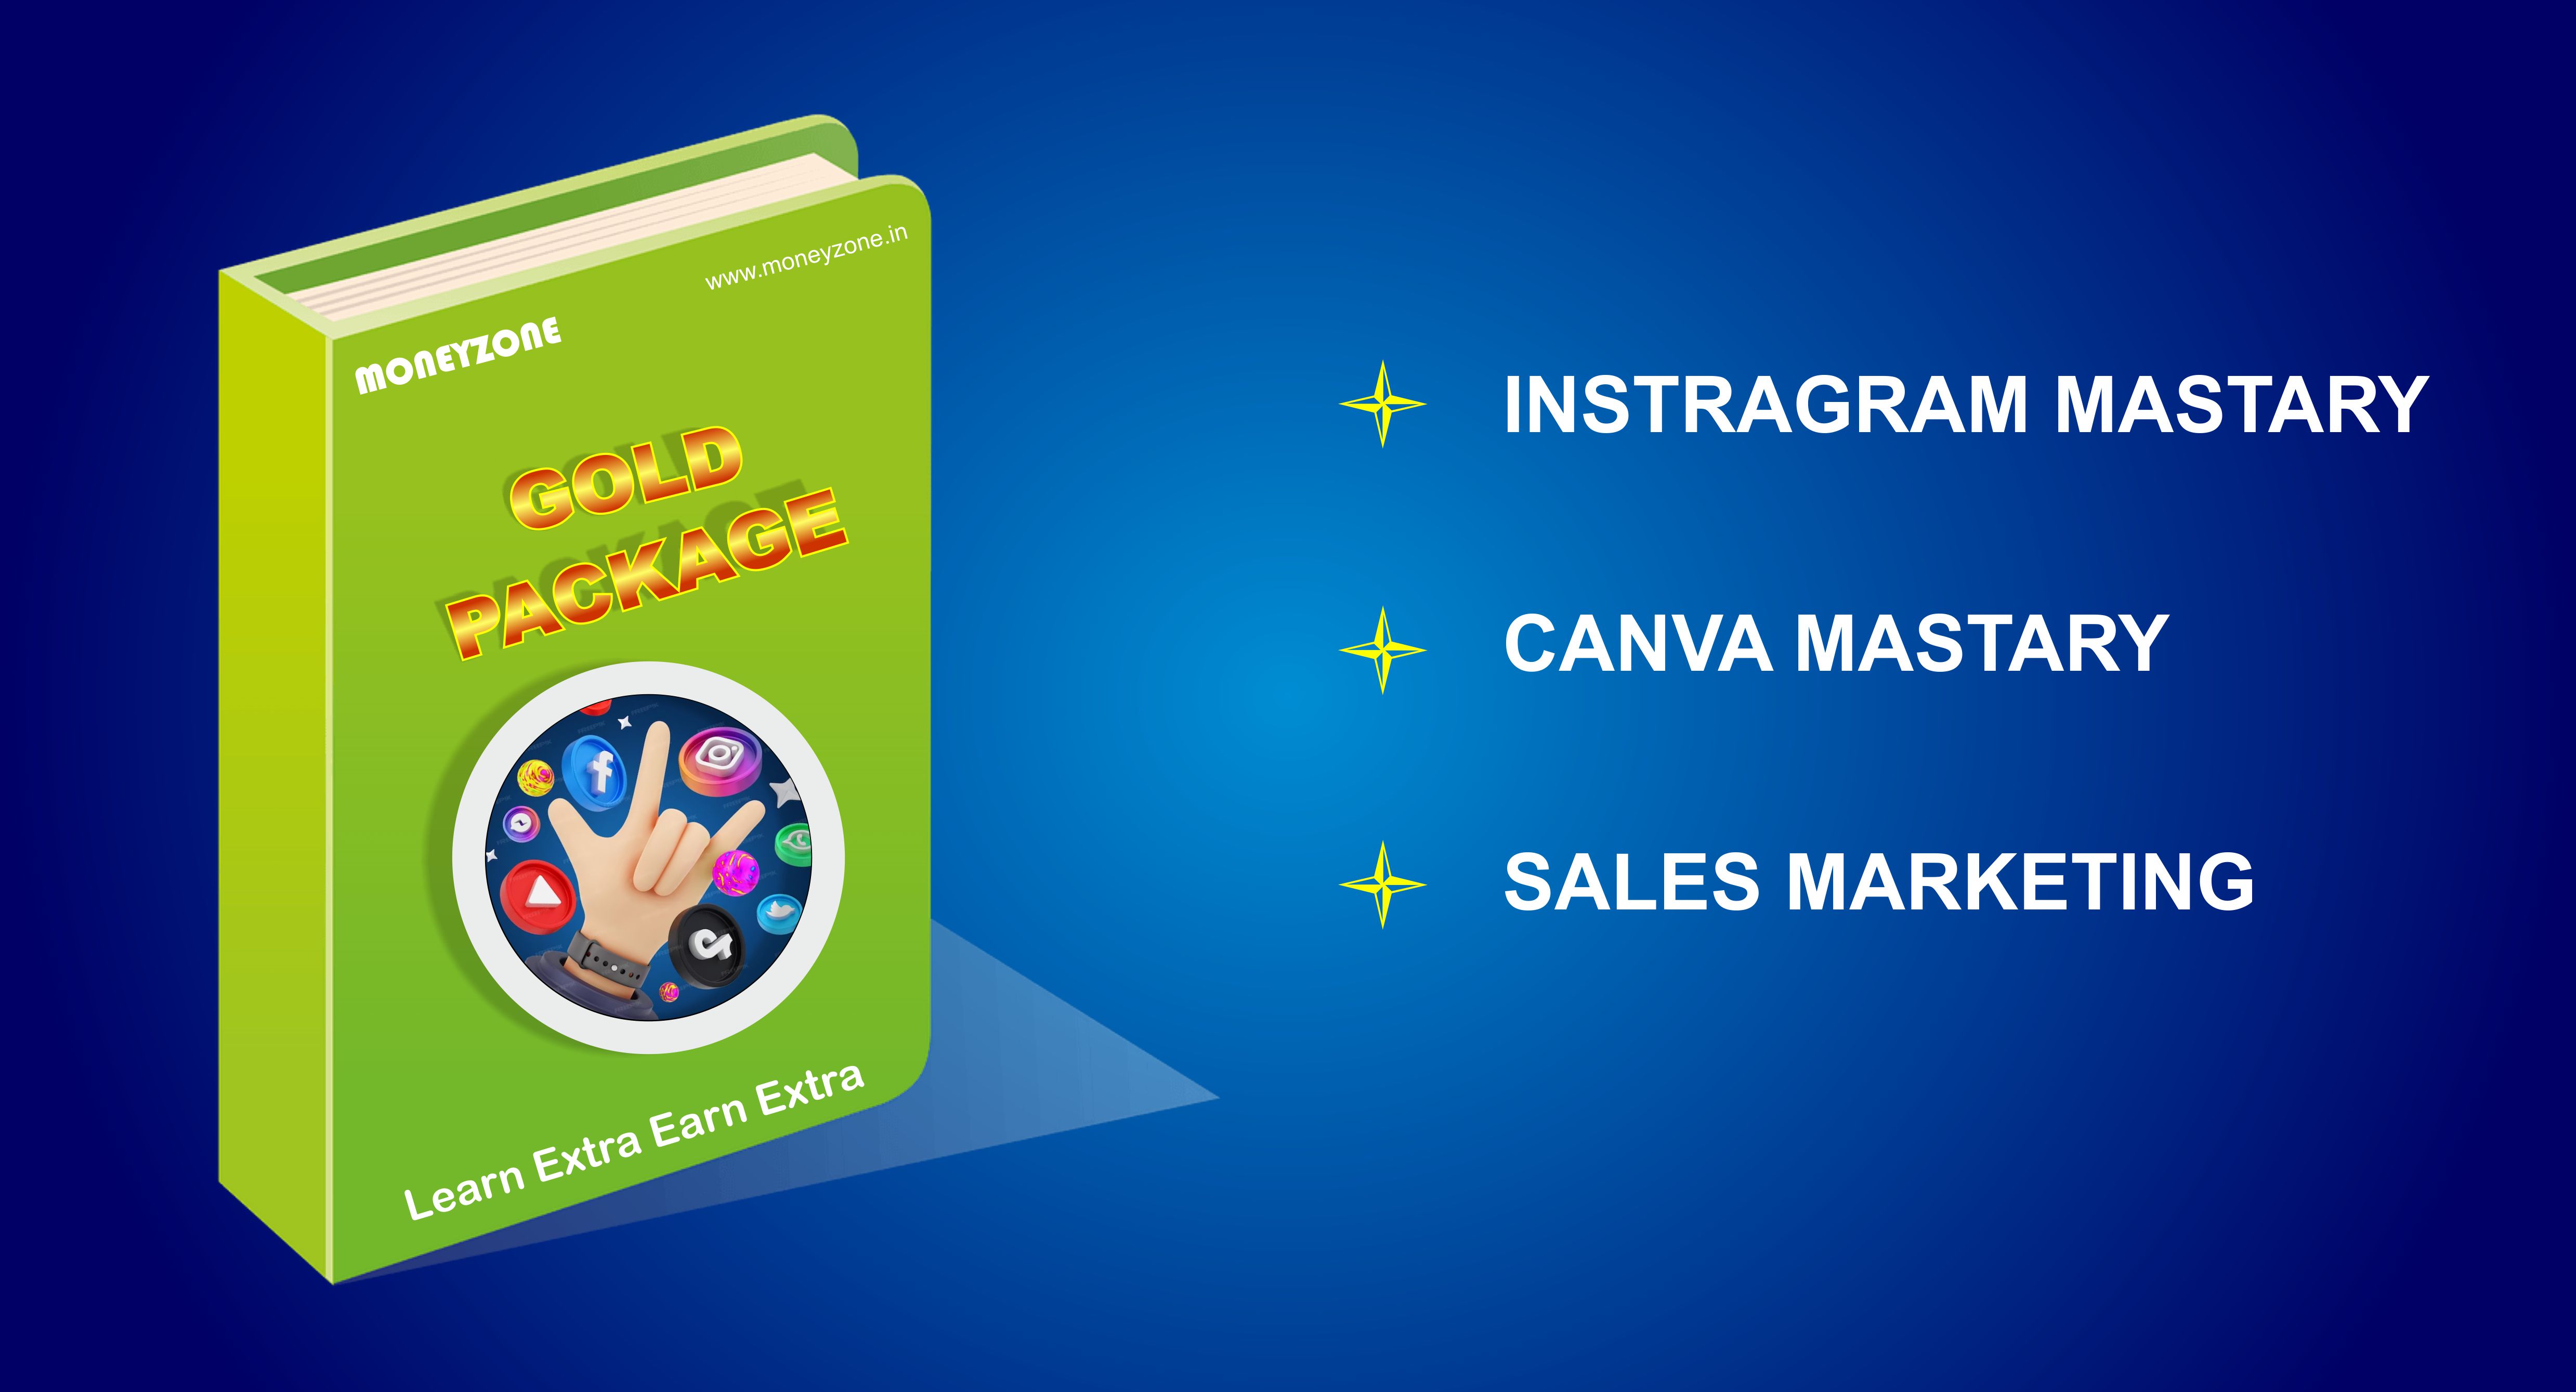 www.moneyzone.in
MONEYZONE
GOLD
PACKAGE
Learn Extra Earn Extra
INSTRAGRAM MASTARY
CANVA MASTARY
SALES MARKETING